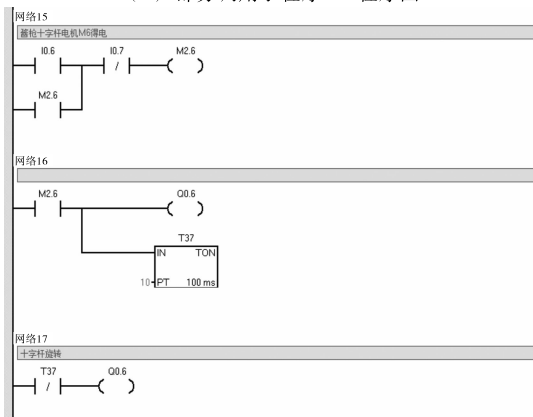 网络15
蓄枪十字杆电机M6得电
I0.6 I0.7 M2.6
/
M2.6
网络16
M2.6 Q0.6
T37
IN TON
10 PT 100 ms
网络17
十字杆旋转
T37 Q0.6
/